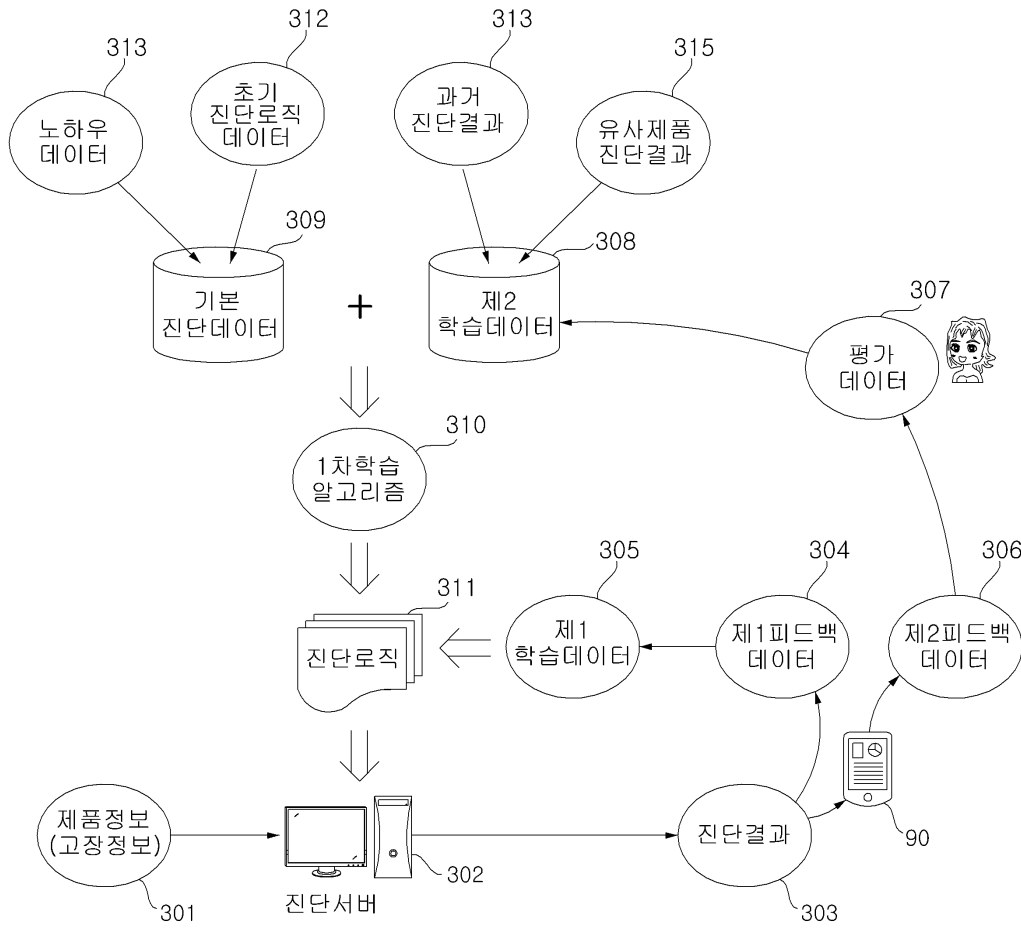 313
312
313
315
노하우
데이터
초기
진단로직
데이터
과거
진단결과
유사제품
진단결과
309
308
기본
진단데이터
+
제2
학습데이터
307
평가
데이터
310
1차학습
알고리즘
311
305
304
306
진단로직
제1
학습데이터
제1피드백
데이터
제2피드백
데이터
제품정보
(고장정보)
진단결과
90
302
진단서버
301
303